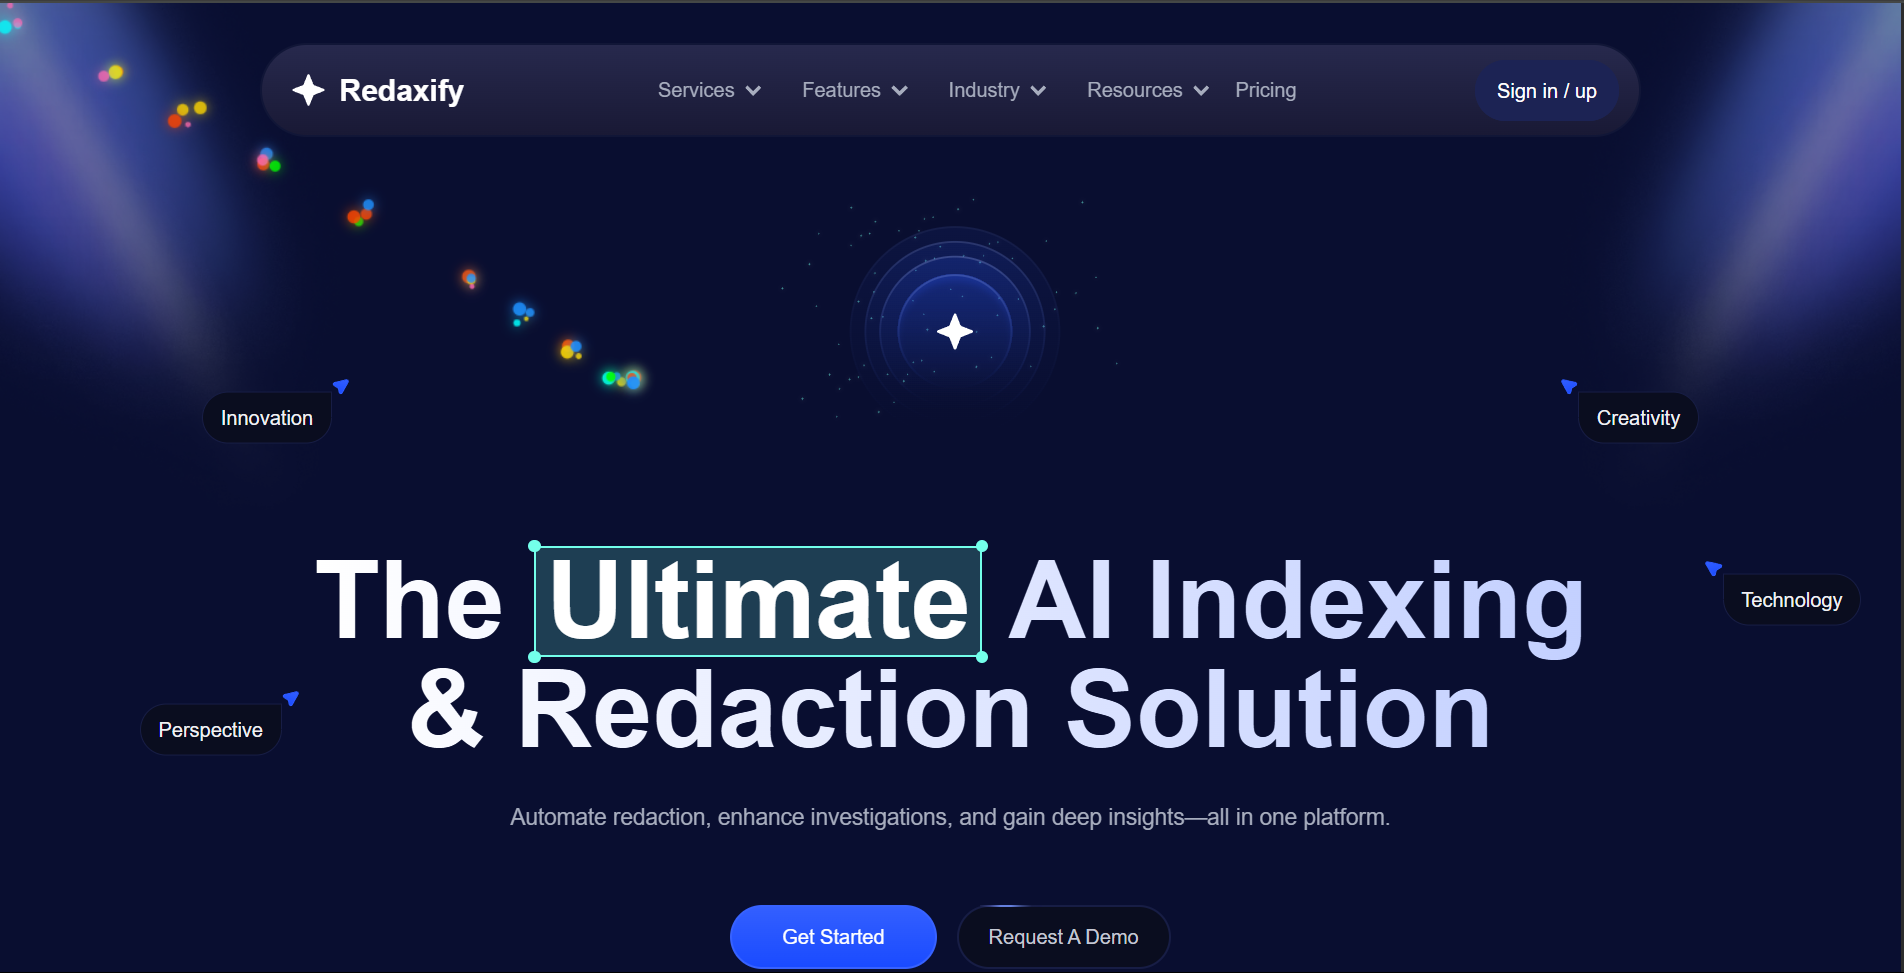 Redaxify
Services
Features
Industry
Resources
Pricing
Sign in / up
Innovation
Creativity
The Ultimate AI Indexing
& Redaction Solution
Technology
Perspective
Automate redaction, enhance investigations, and gain deep insights—all in one platform.
Get Started
Request A Demo